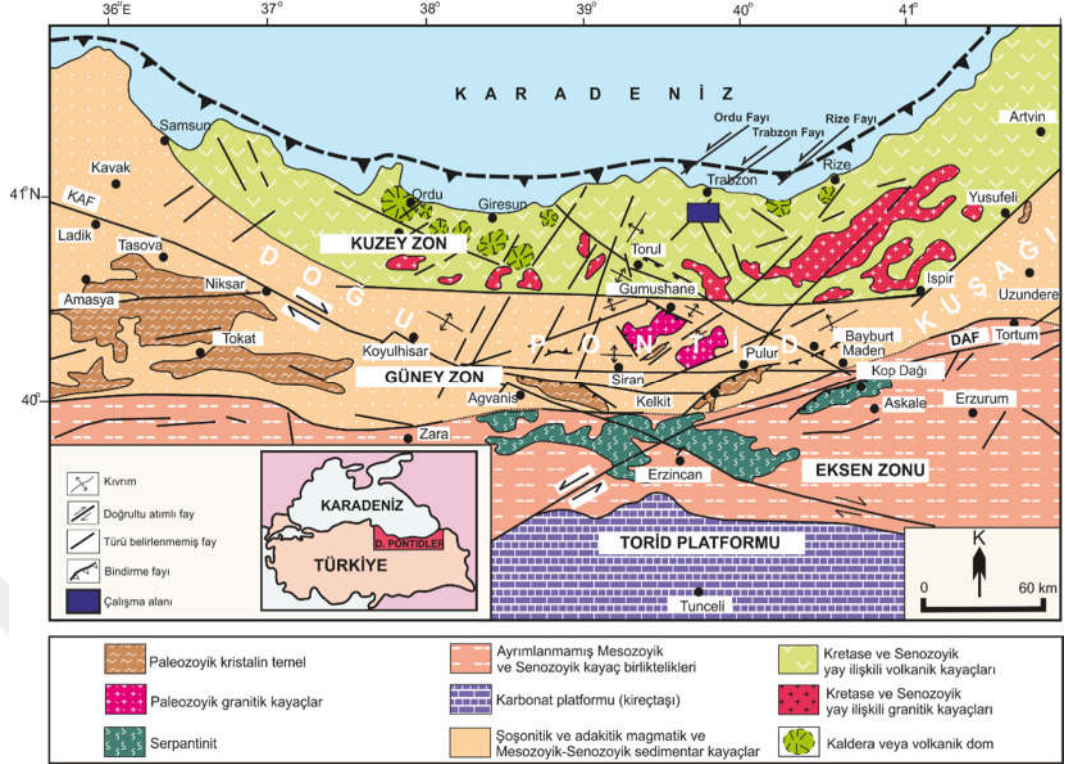 36°E 37° 38° 39° 40° 41°
KARADENİZ
Ordu Fayı
Trabzon Fayı
Rize Fayı
Artvin
Samsun
Kavak
41°N
KAF
Ladik
Tasova
Amasya
Niksar
Tokat
Ordu
Giresun
KUZEY ZON
Trabzon
Rize
Yusufeli
Torul
Gumushane
Ispir
Uzundere
DOĞU PONTİD KUŞAĞI
Koyulhisar
GÜNEY ZON
Siran
Pulur
Bayburt
Maden
DAF
Tortum
Kop Dağı
40°
Agvanis
Kelkit
Askale
Erzurum
Zara
Erzincan
EKSEN ZONU
TORİD PLATFORMU
Tunceli
K
0 60 km
Kıvrım
Doğrultu atımlı fay
Türü belirlenmemiş fay
Bindirme fayı
Çalışma alanı
KARADENİZ
D. PONTİDLER
TÜRKİYE
Paleozoyik kristalin temel
Paleozoyik granitik kayaçlar
Serpantinit
Ayrımlanmamış Mesozoyik
ve Senozoyik kayaç birliktelikleri
Karbonat platformu (kireçtaşı)
Şoşonitik ve adakitik magmatik ve
Mesozoyik-Senozoyik sedimentar kayaçlar
Kretase ve Senozoyik
yay ilişkili volkanik kayaçları
Kretase ve Senozoyik
yay ilişkili granitik kayaçları
Kaldera veya volkanik dom